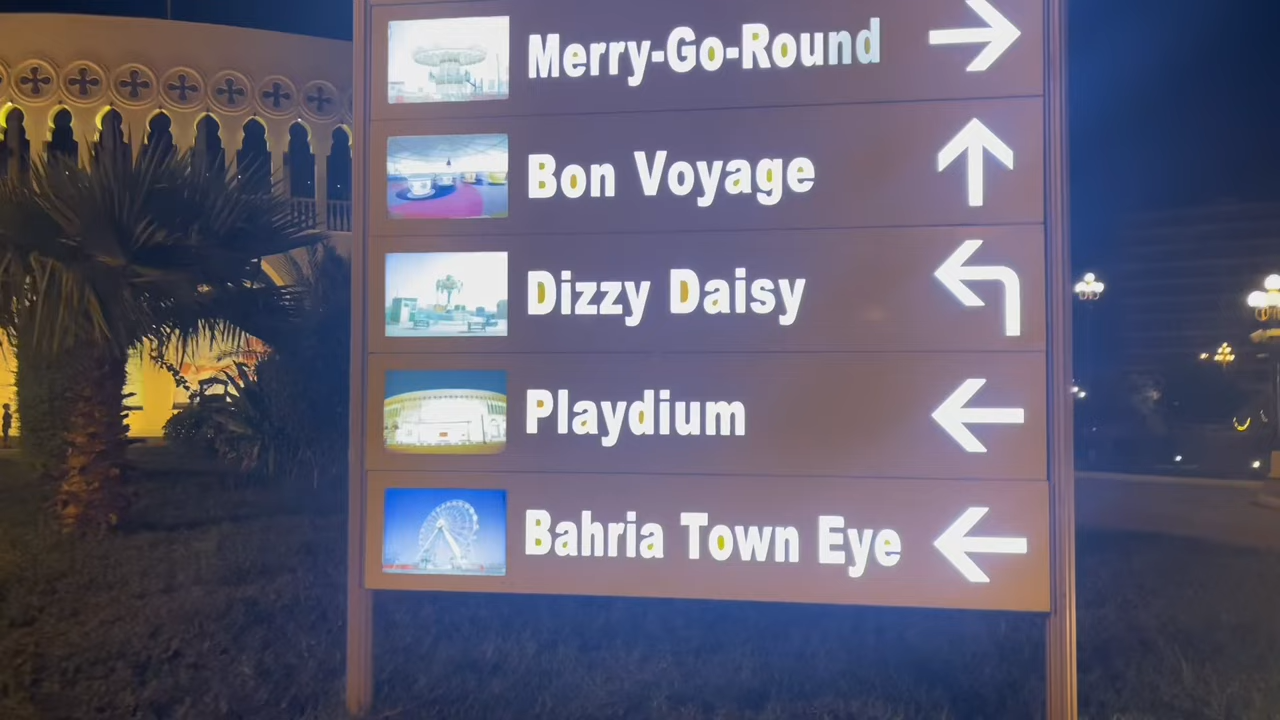 Merry-Go-Round
Bon Voyage
Dizzy Daisy
Playdium
Bahria Town Eye